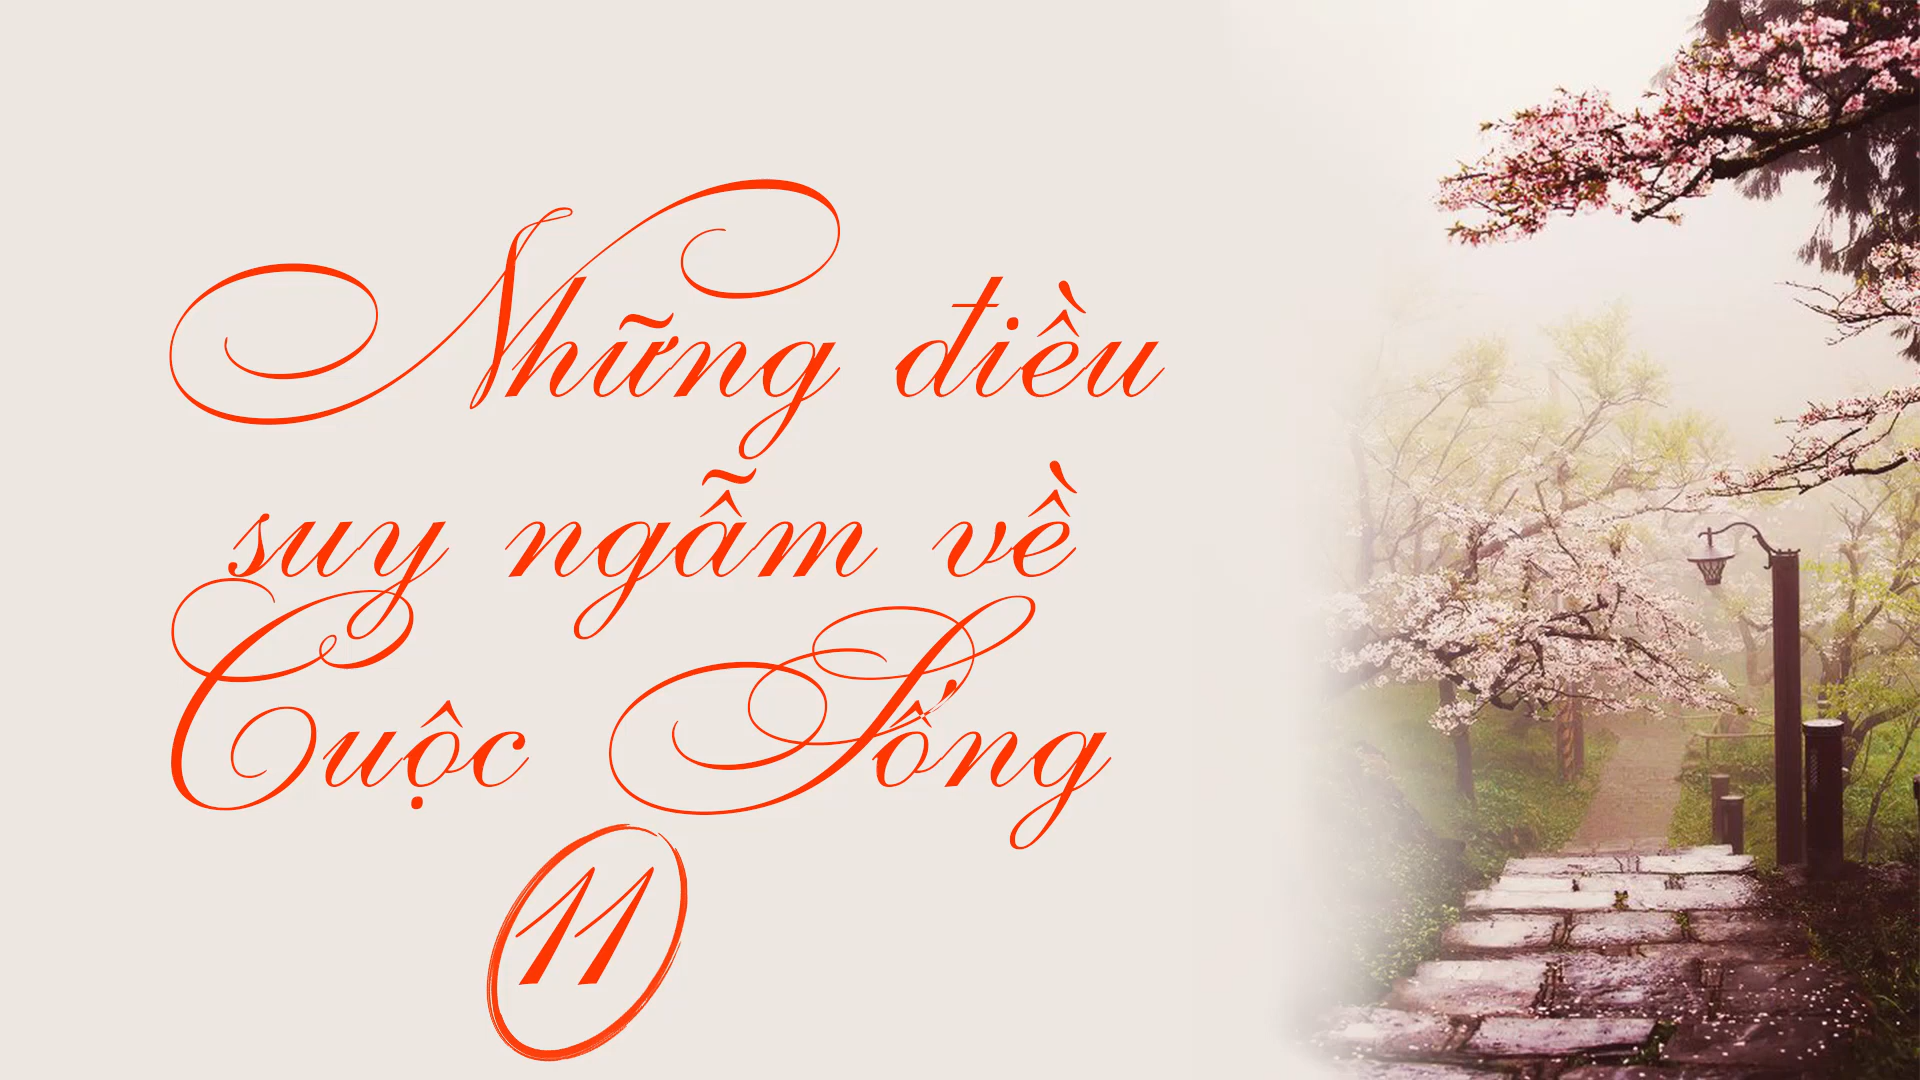 Những điều
suy ngẫm về
Cuộc Sống
11